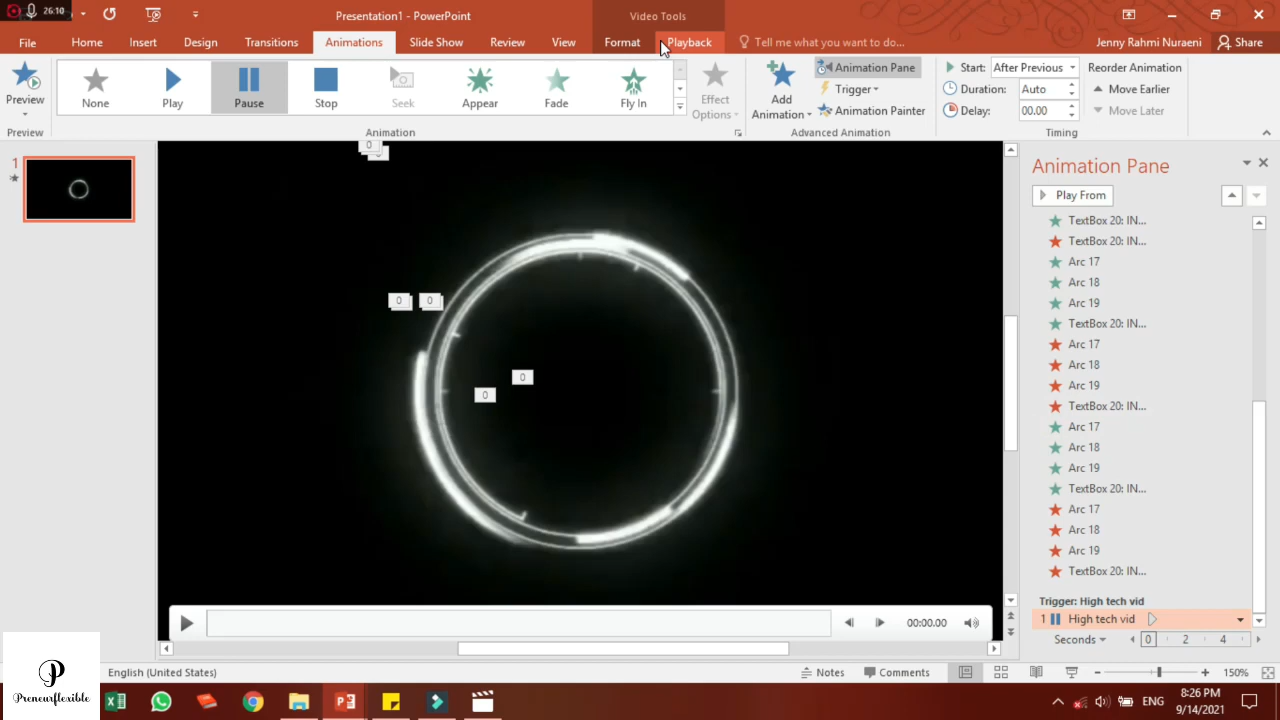 26:10
Presentation1 - PowerPoint
Video Tools
File
Home
Insert
Design
Transitions
Animations
Slide Show
Review
View
Format
Playback
Tell me what you want to do...
Jenny Rahmi Nuraeni
Share
Preview
None
Play
Pause
Stop
Seek
Appear
Fade
Fly In
Effect Options
Add Animation
Animation Pane
Trigger
Animation Painter
Start: After Previous
Duration: Auto
Delay: 00.00
Reorder Animation
Move Earlier
Move Later
Preview
Animation
Advanced Animation
Timing
1
0
0
0
0
0
00:00.00
Animation Pane
Play From
TextBox 20: IN...
TextBox 20: IN...
Arc 17
Arc 18
Arc 19
TextBox 20: IN...
Arc 17
Arc 18
Arc 19
TextBox 20: IN...
Arc 17
Arc 18
Arc 19
TextBox 20: IN...
Arc 17
Arc 18
Arc 19
TextBox 20: IN...
Trigger: High tech vid
1 High tech vid
Seconds 0 2 4
English (United States)
Notes
Comments
150%
P
Preneurflexible
ENG
8:26 PM
9/14/2021